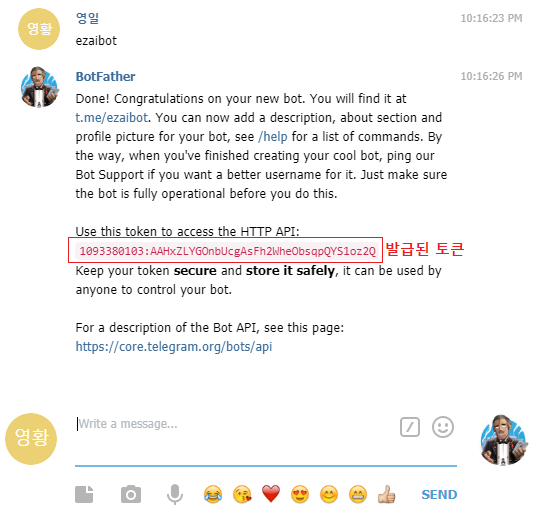 영황
영일
10:16:23 PM
ezaibot
BotFather
10:16:26 PM
Done! Congratulations on your new bot. You will find it at
t.me/ezaibot. You can now add a description, about section and
profile picture for your bot, see /help for a list of commands. By
the way, when you've finished creating your cool bot, ping our
Bot Support if you want a better username for it. Just make sure
the bot is fully operational before you do this.
Use this token to access the HTTP API:
1093380103:AAHxZLYGOnbUcgAsFh2WheObsqpQYS1oz2Q 발급된 토큰
Keep your token secure and store it safely, it can be used by
anyone to control your bot.
For a description of the Bot API, see this page:
https://core.telegram.org/bots/api
영황
Write a message...
SEND